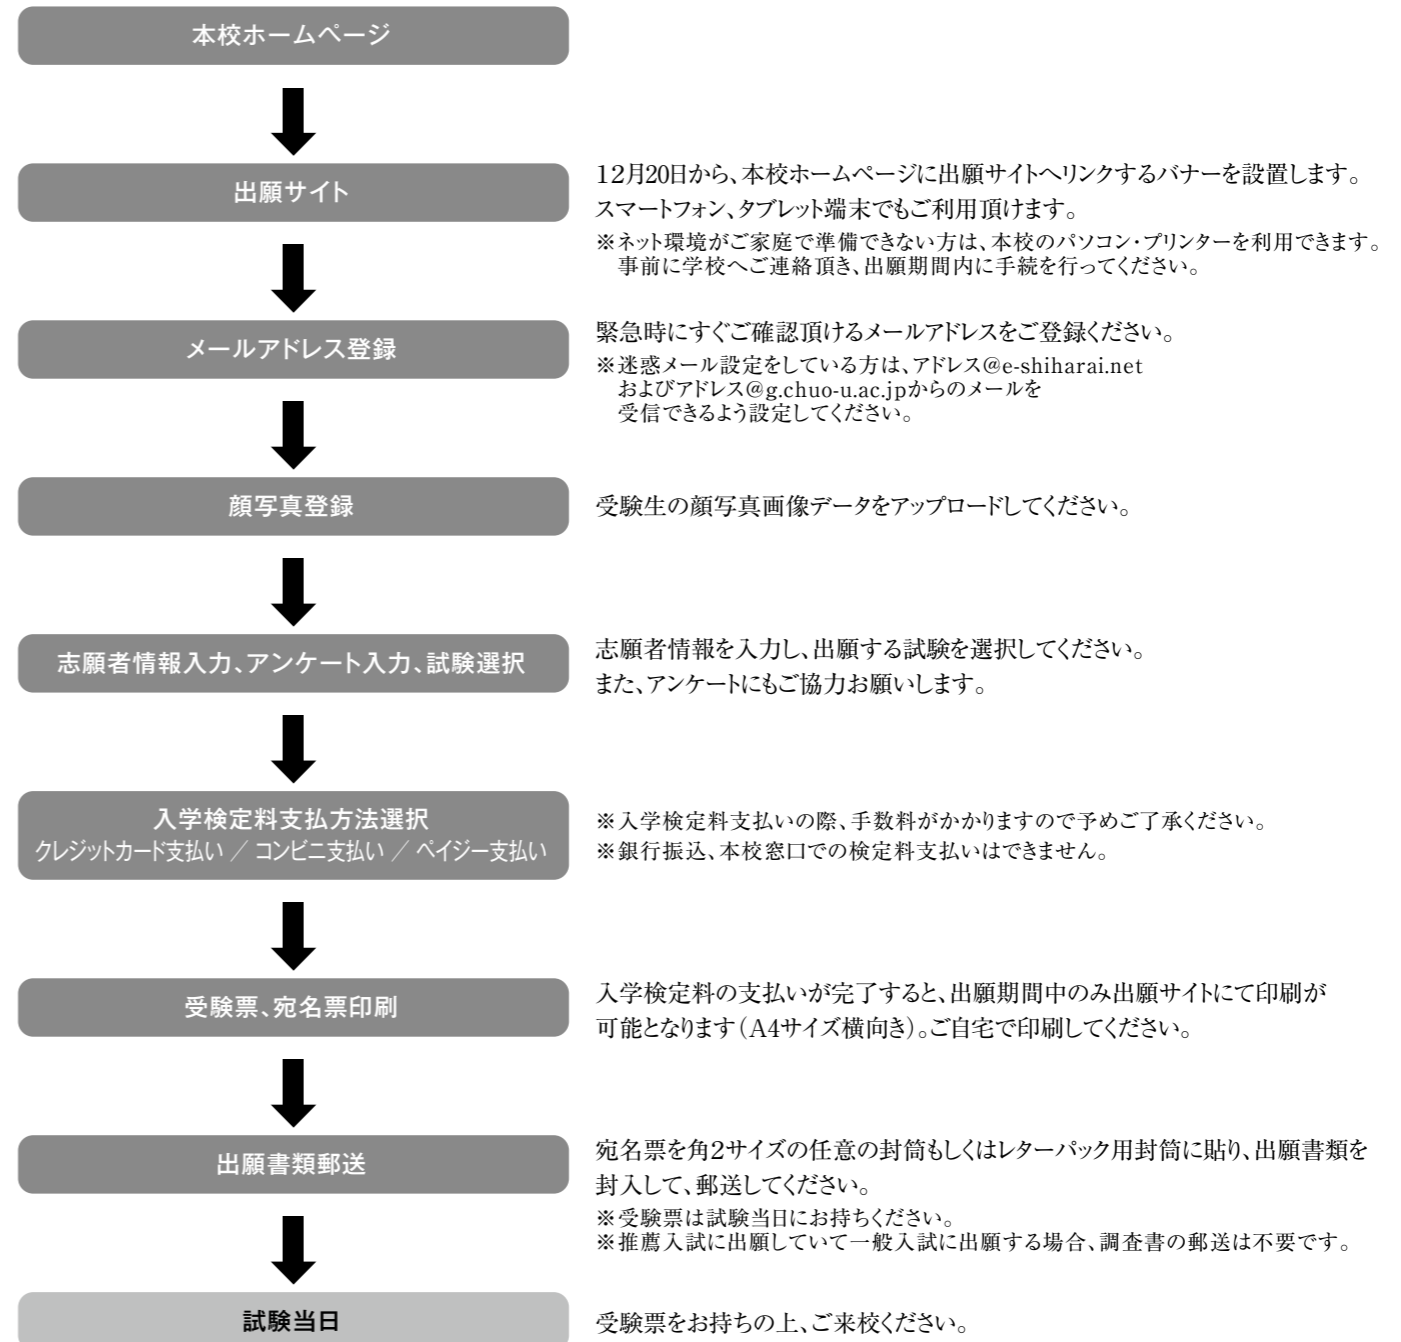 本校ホームページ
出願サイト
12月20日から、本校ホームページに出願サイトへリンクするバナーを設置します。
スマートフォン、タブレット端末でもご利用頂けます。
※ネット環境がご家庭で準備できない方は、本校のパソコン・プリンターを利用できます。
事前に学校へご連絡頂き、出願期間内に手続を行ってください。
メールアドレス登録
緊急時にすぐご確認頂けるメールアドレスをご登録ください。
※迷惑メール設定をしている方は、アドレス@e-shiharai.net
およびアドレス@g.chuo-u.ac.jpからのメールを
受信できるよう設定してください。
顔写真登録
受験生の顔写真画像データをアップロードしてください。
志願者情報入力、アンケート入力、試験選択
志願者情報を入力し、出願する試験を選択してください。
また、アンケートにもご協力お願いします。
入学検定料支払方法選択
クレジットカード支払い ／ コンビニ支払い ／ ペイジー支払い
※入学検定料支払いの際、手数料がかかりますので予めご了承ください。
※銀行振込、本校窓口での検定料支払いはできません。
受験票、宛名票印刷
入学検定料の支払いが完了すると、出願期間中のみ出願サイトにて印刷が
可能となります（A4サイズ横向き）。ご自宅で印刷してください。
出願書類郵送
宛名票を角2サイズの任意の封筒もしくはレターパック用封筒に貼り、出願書類を
封入して、郵送してください。
※受験票は試験当日にお持ちください。
※推薦入試に出願していて一般入試に出願する場合、調査書の郵送は不要です。
試験当日
受験票をお持ちの上、ご来校ください。